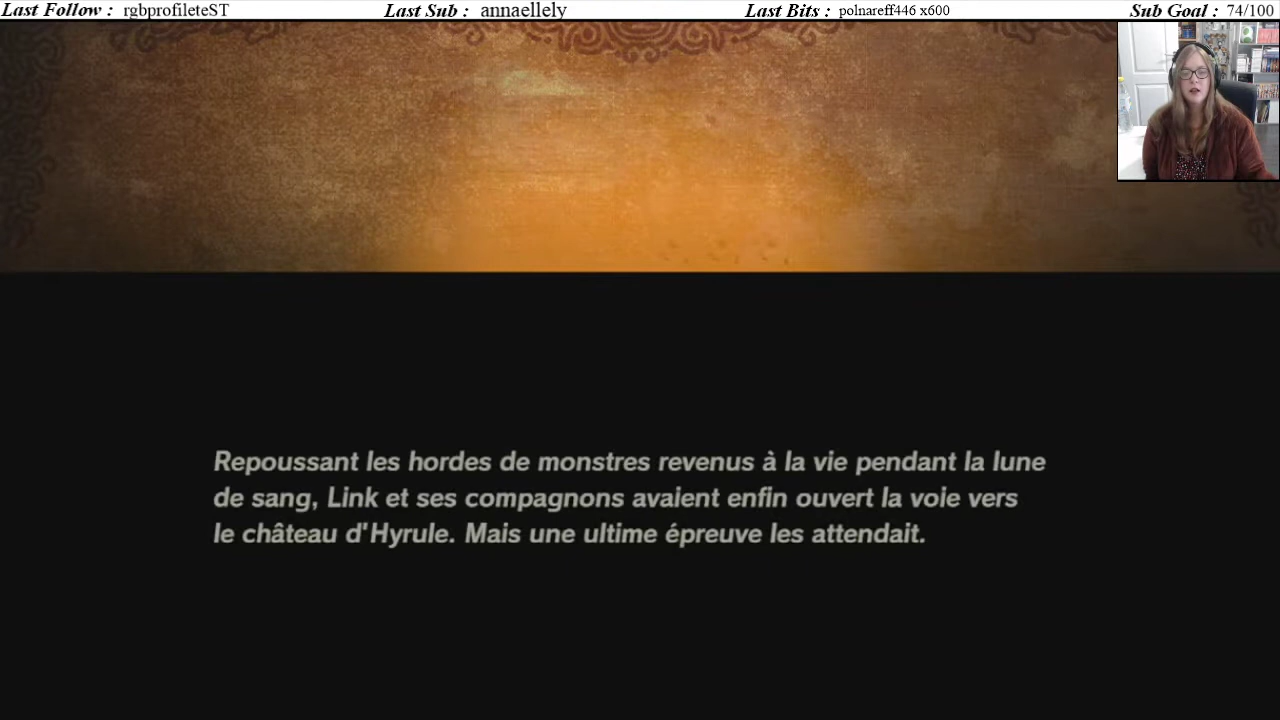 Last Follow : rgbprofileteST Last Sub : annaellely Last Bits : polnareff446 x600 Sub Goal : 74/100
Repoussant les hordes de monstres revenus à la vie pendant la lune
de sang, Link et ses compagnons avaient enfin ouvert la voie vers
le château d'Hyrule. Mais une ultime épreuve les attendait.